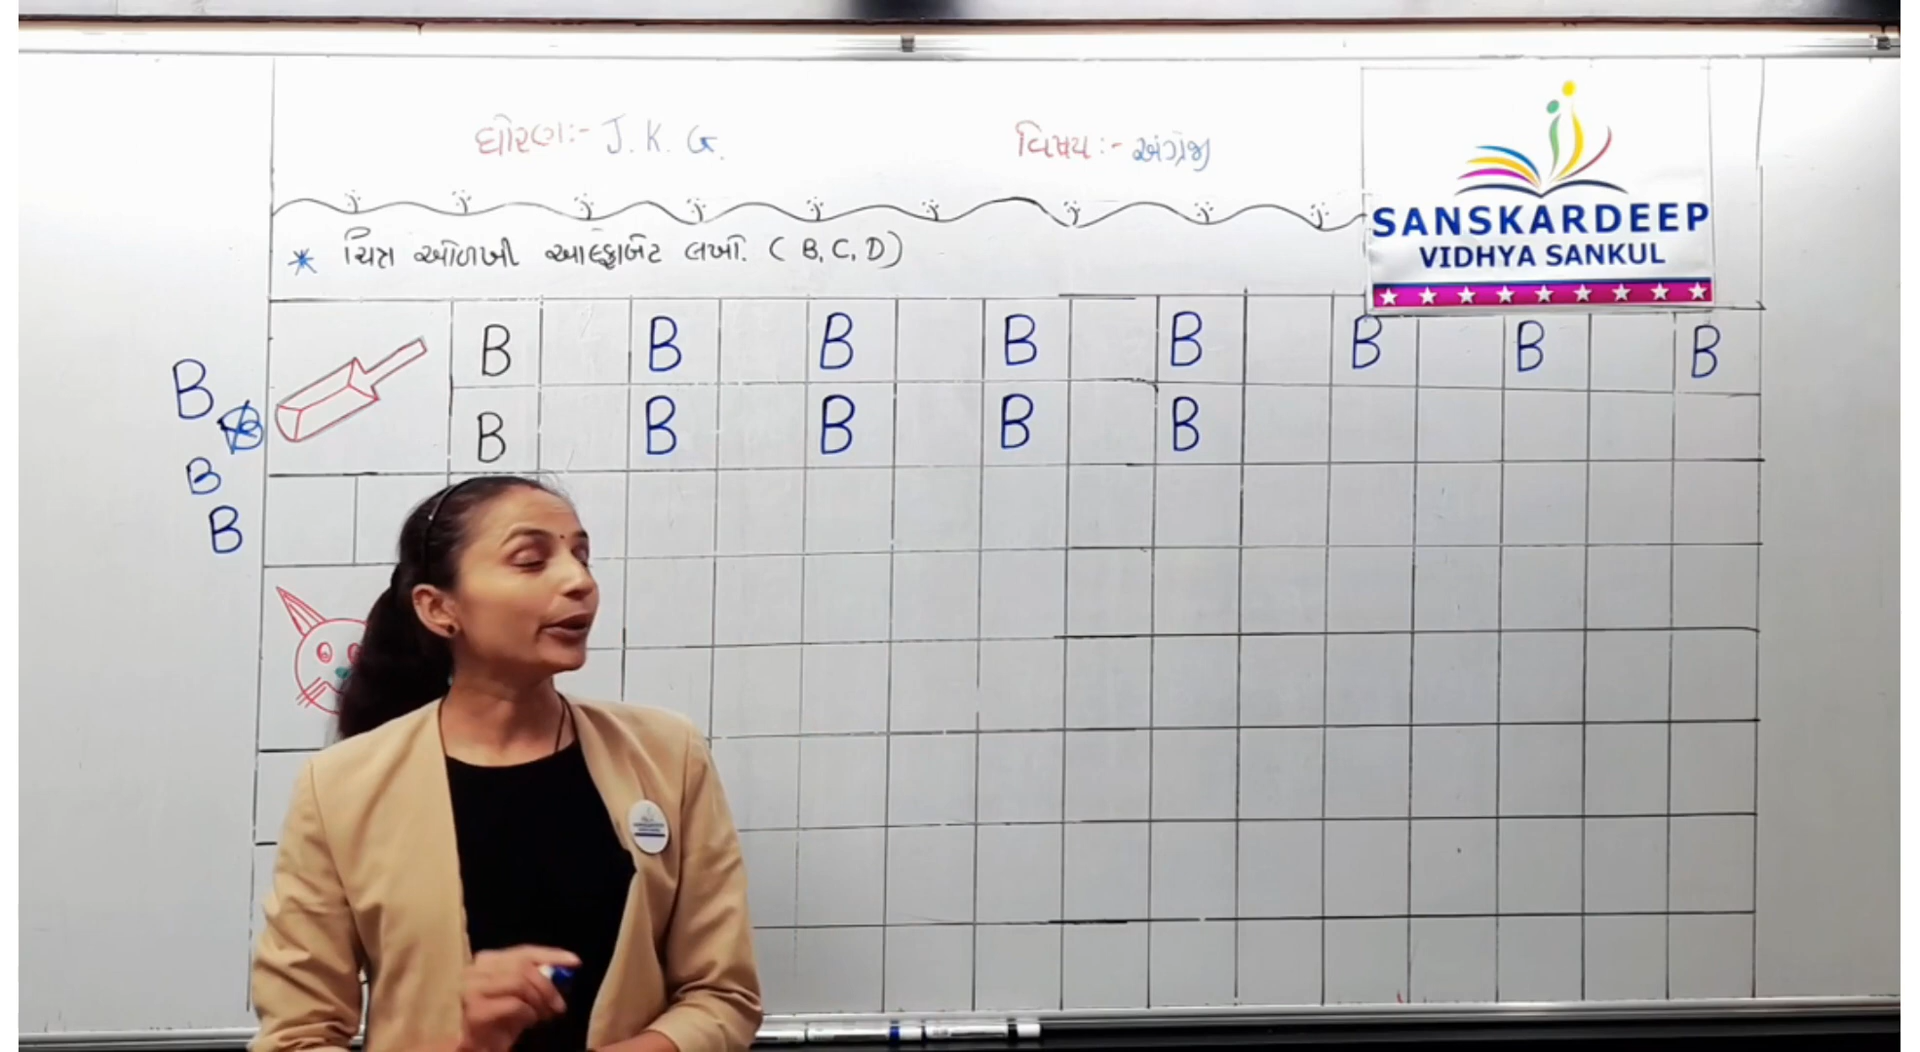 ધોરણ:- J. K. G.
વિષય:- અંગ્રેજી
SANSKARDEEP
VIDHYA SANKUL
* ચિત્ર ઓળખી આલ્ફાબેટ લખો. ( B, C, D )
B B B B B B B B
B B B B B
B
B
B